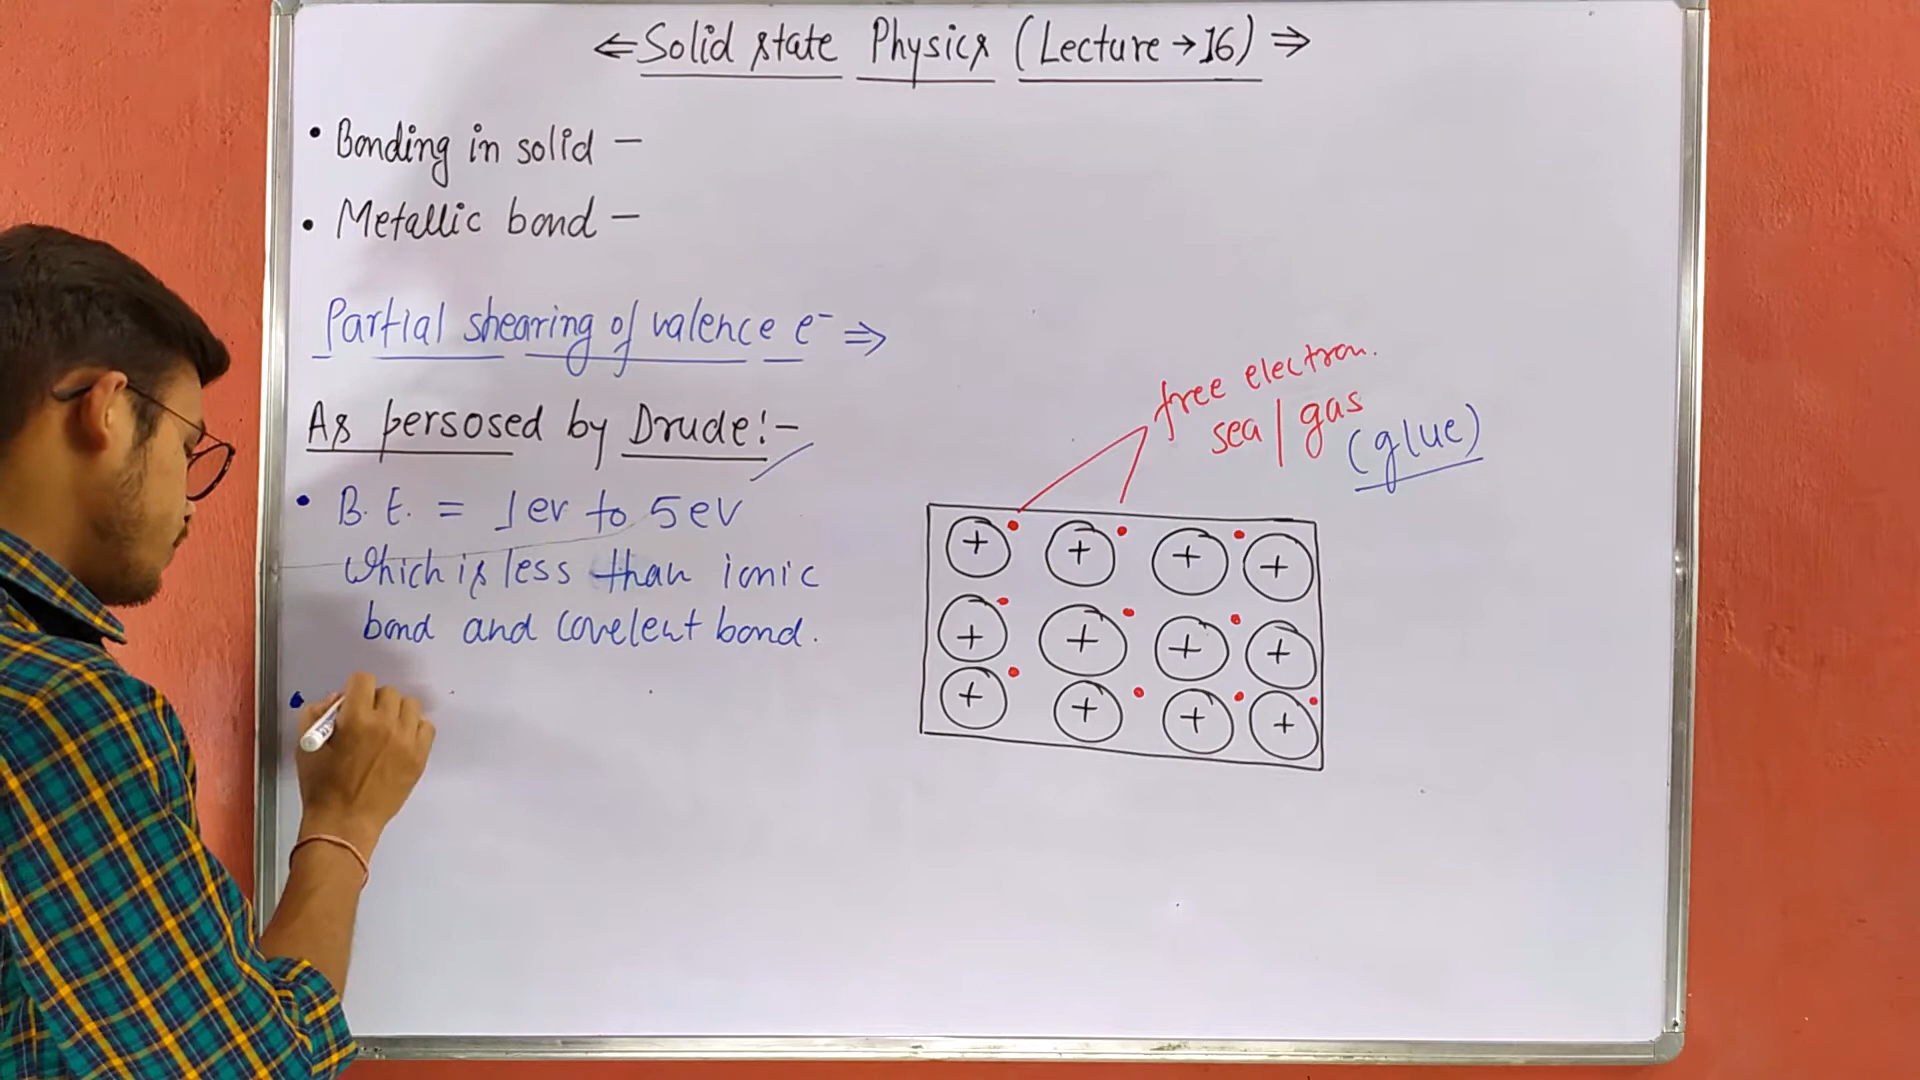 ⇐ Solid state Physics (Lecture → 16) ⇒
• Bonding in solid –
• Metallic bond –
Partial shearing of valence e⁻ ⇒
As persosed by Drude!-
• B.E. = 1ev to 5ev
Which is less than ionic
bond and covelent bond.
free electron.
sea / gas
(glue)
+ + + +
+ + + +
+ + + +